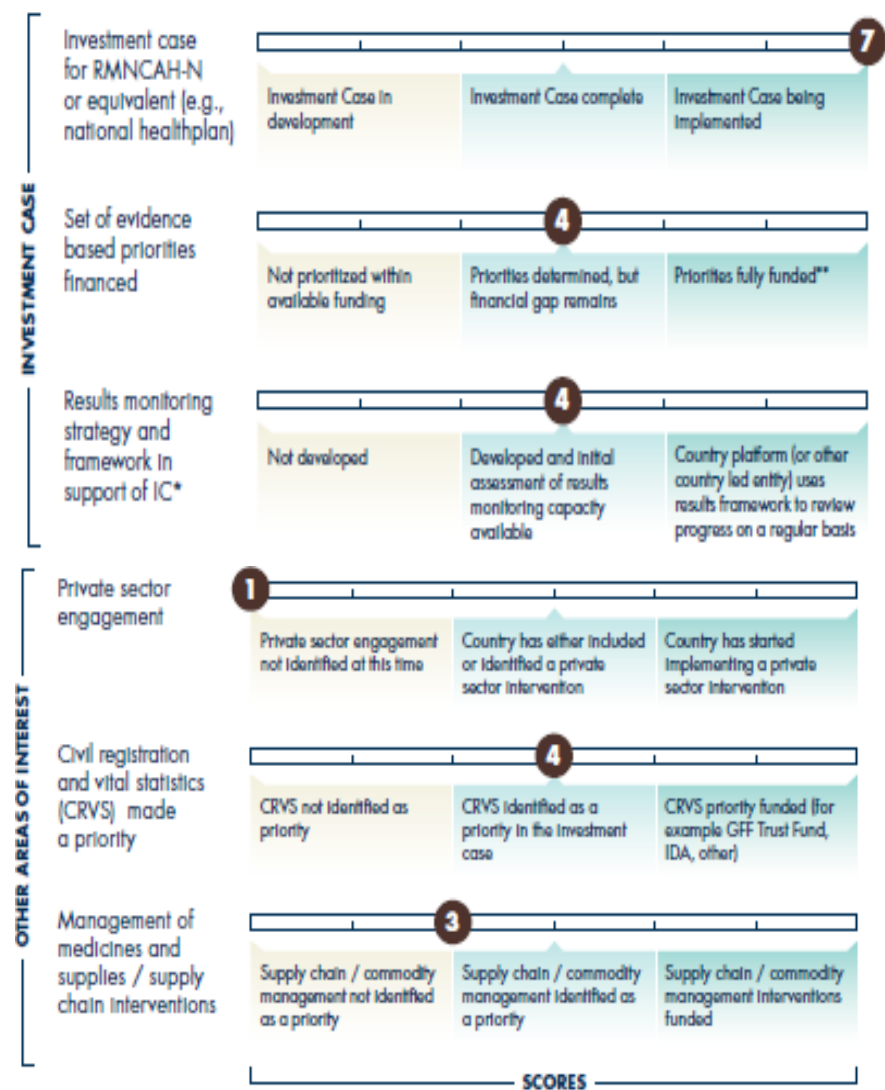 INVESTMENT CASE
Investment case
for RMNCAH-N
or equivalent (e.g.,
national healthplan)
7
Investment Case in
development
Investment Case complete
Investment Case being
implemented
Set of evidence
based priorities
financed
4
Not prioritized within
available funding
Priorities determined, but
financial gap remains
Priorities fully funded**
Results monitoring
strategy and
framework in
support of IC*
4
Not developed
Developed and initial
assessment of results
monitoring capacity
available
Country platform (or other
country led entity) uses
results framework to review
progress on a regular basis
OTHER AREAS OF INTEREST
Private sector
engagement
1
Private sector engagement
not identified at this time
Country has either included
or identified a private
sector intervention
Country has started
implementing a private
sector intervention
Civil registration
and vital statistics
(CRVS) made
a priority
4
CRVS not identified as
priority
CRVS identified as a
priority in the investment
case
CRVS priority funded (for
example GFF Trust Fund,
IDA, other)
Management of
medicines and
supplies / supply
chain interventions
3
Supply chain / commodity
management not identified
as a priority
Supply chain / commodity
management identified as
a priority
Supply chain / commodity
management interventions
funded
SCORES